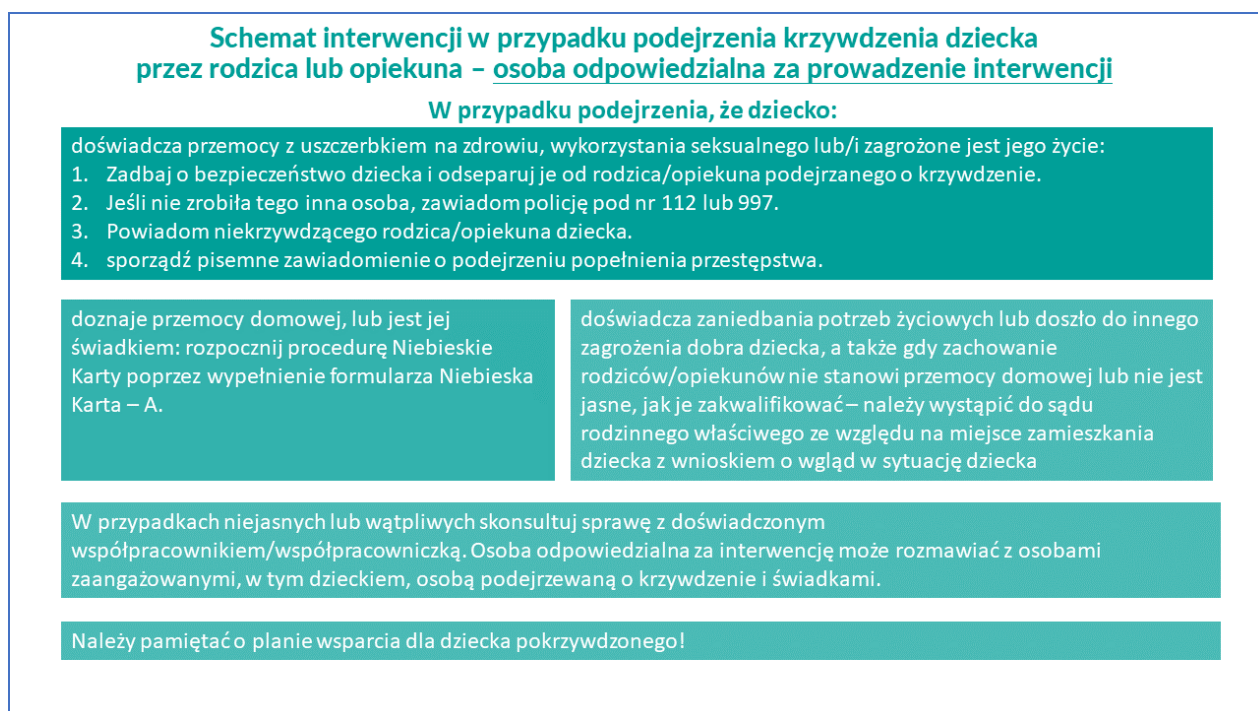 Schemat interwencji w przypadku podejrzenia krzywdzenia dziecka
przez rodzica lub opiekuna – osoba odpowiedzialna za prowadzenie interwencji
W przypadku podejrzenia, że dziecko:
doświadcza przemocy z uszczerbkiem na zdrowiu, wykorzystania seksualnego lub/i zagrożone jest jego życie:
1. Zadbaj o bezpieczeństwo dziecka i odseparuj je od rodzica/opiekuna podejrzanego o krzywdzenie.
2. Jeśli nie zrobiła tego inna osoba, zawiadom policję pod nr 112 lub 997.
3. Powiadom niekrzywdzącego rodzica/opiekuna dziecka.
4. sporządź pisemne zawiadomienie o podejrzeniu popełnienia przestępstwa.
doznaje przemocy domowej, lub jest jej
świadkiem: rozpocznij procedurę Niebieskie
Karty poprzez wypełnienie formularza Niebieska
Karta – A.
doświadcza zaniedbania potrzeb życiowych lub doszło do innego
zagrożenia dobra dziecka, a także gdy zachowanie
rodziców/opiekunów nie stanowi przemocy domowej lub nie jest
jasne, jak je zakwalifikować – należy wystąpić do sądu
rodzinnego właściwego ze względu na miejsce zamieszkania
dziecka z wnioskiem o wgląd w sytuację dziecka
W przypadkach niejasnych lub wątpliwych skonsultuj sprawę z doświadczonym
współpracownikiem/współpracowniczką. Osoba odpowiedzialna za interwencję może rozmawiać z osobami
zaangażowanymi, w tym dzieckiem, osobą podejrzewaną o krzywdzenie i świadkami.
Należy pamiętać o planie wsparcia dla dziecka pokrzywdzonego!